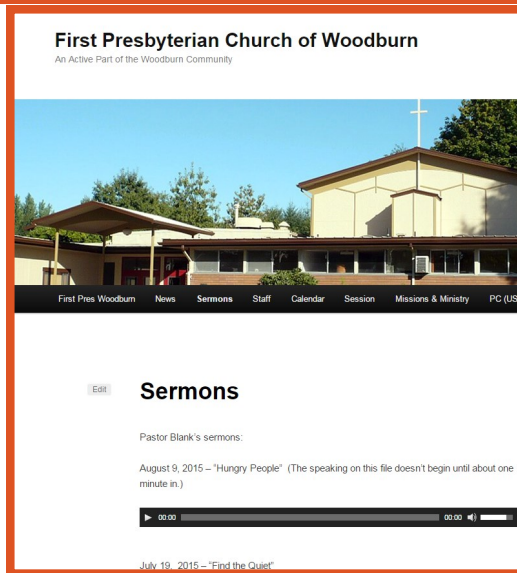 First Presbyterian Church of Woodburn
An Active Part of the Woodburn Community
First Pres Woodburn News Sermons Staff Calendar Session Missions & Ministry PC (US
Edit
Sermons
Pastor Blank's sermons:
August 9, 2015 – "Hungry People" (The speaking on this file doesn't begin until about one
minute in.)
00:00 00:00
July 19, 2015 – "Find the Quiet"